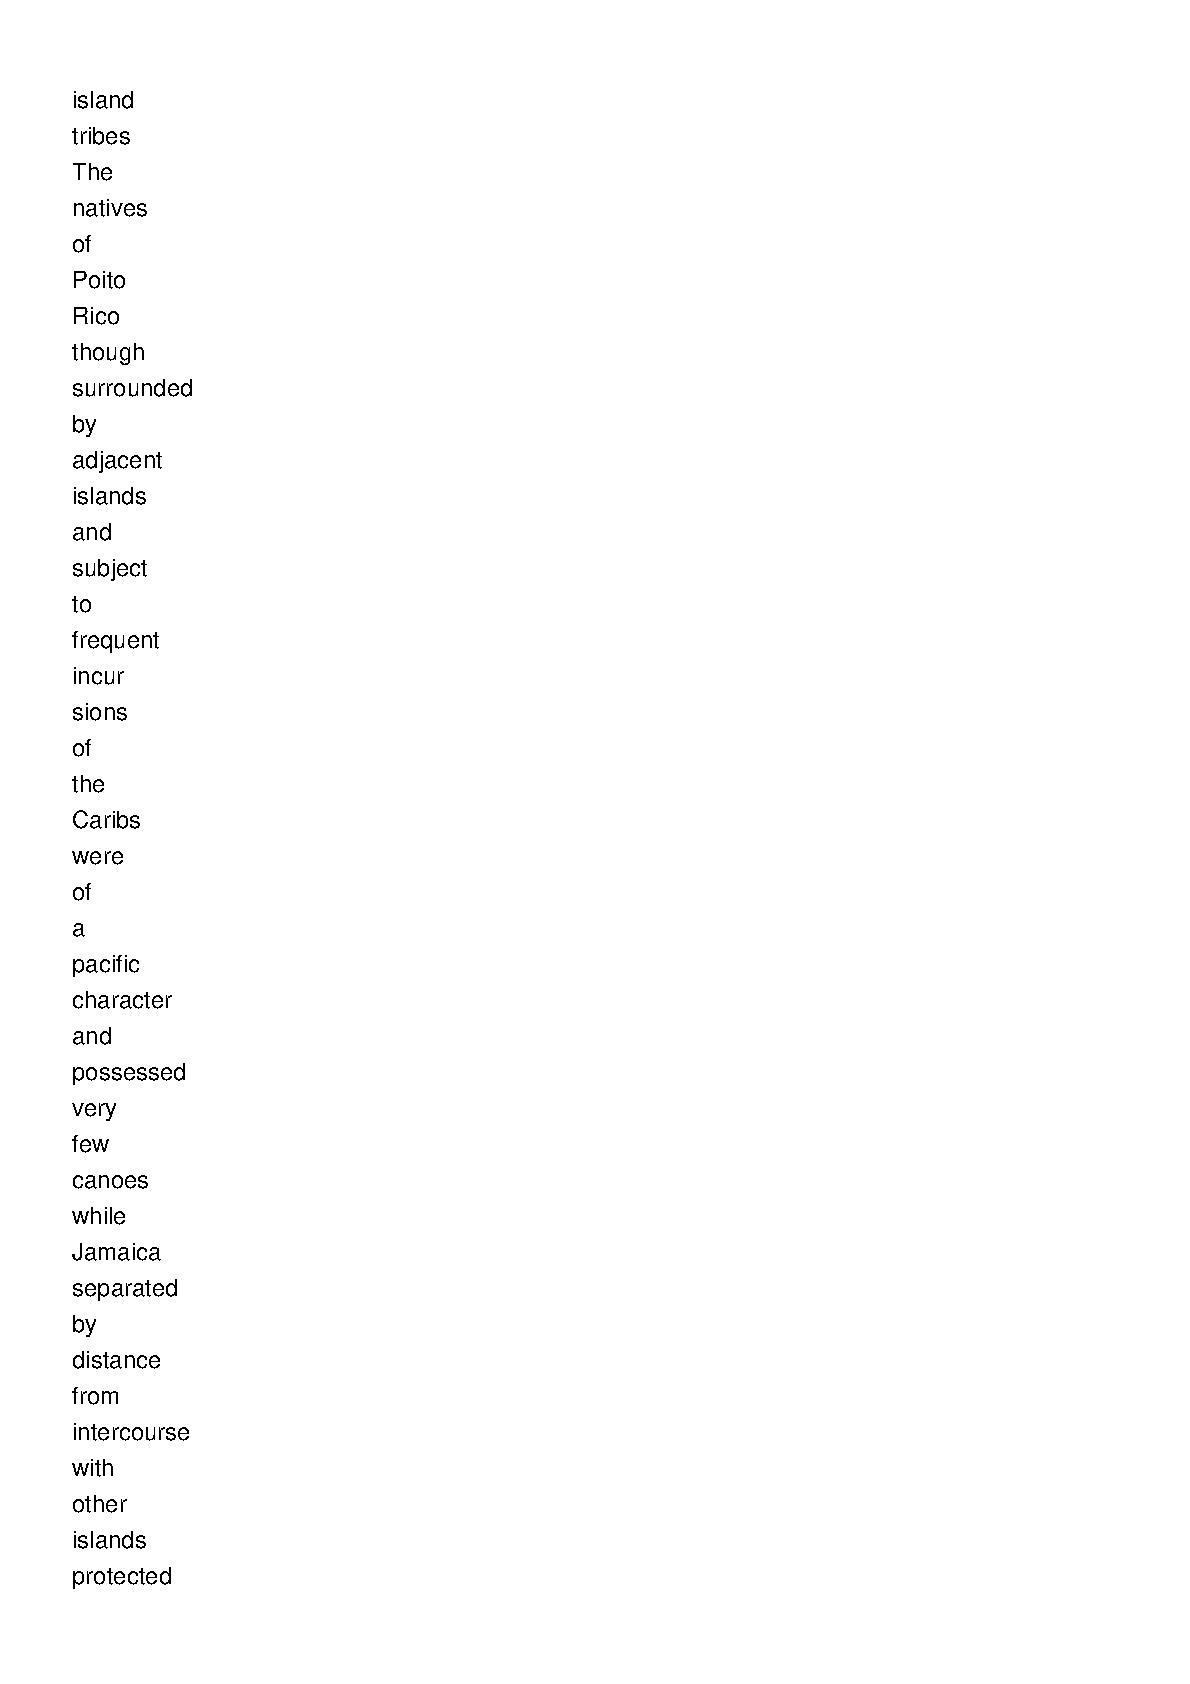 island
tribes
The
natives
of
Poito
Rico
though
surrounded
by
adjacent
islands
and
subject
to
frequent
incur
sions
of
the
Caribs
were
of
a
pacific
character
and
possessed
very
few
canoes
while
Jamaica
separated
by
distance
from
intercourse
with
other
islands
protected